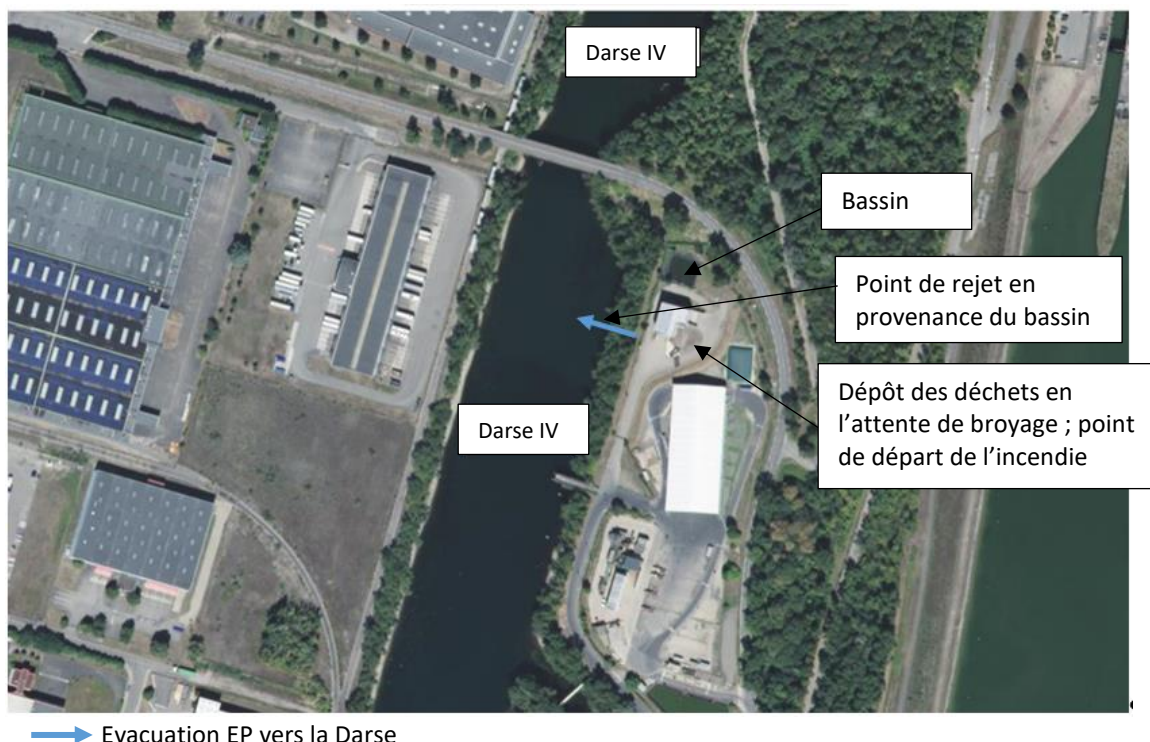 Darse IV
Bassin
Point de rejet en
provenance du bassin
Dépôt des déchets en
l’attente de broyage ; point
de départ de l’incendie
Darse IV
Evacuation EP vers la Darse